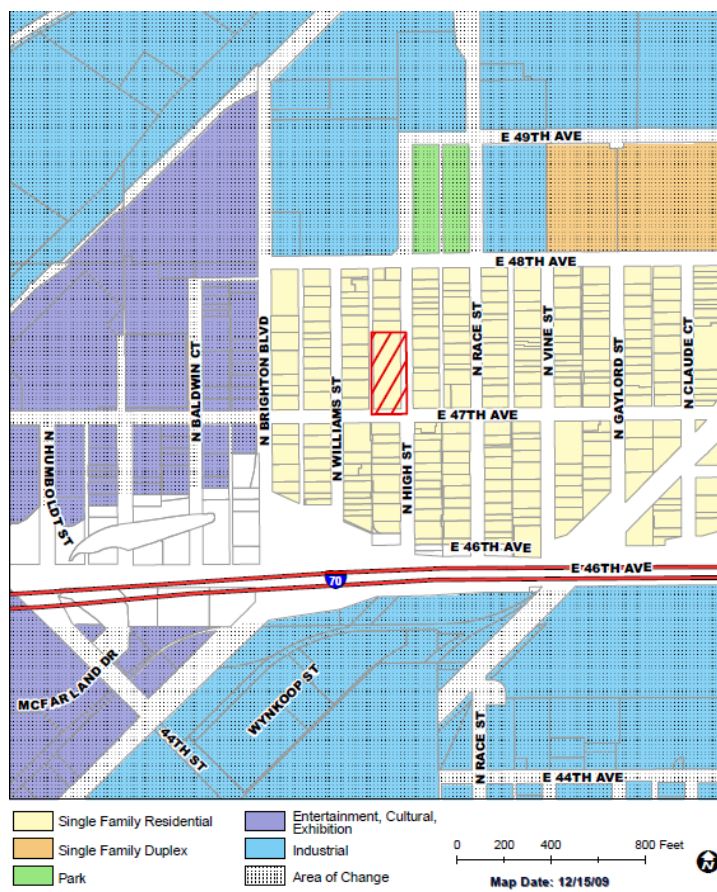 E 49TH AVE
E 48TH AVE
N BALDWIN CT
N BRIGHTON BLVD
N WILLIAMS ST
N RACE ST
N VINE ST
N GAYLORD ST
N CLAUDE CT
E 47TH AVE
N HUMBOLDT ST
N HIGH ST
E 46TH AVE
E 46TH AVE
70
MCFARLAND DR
44TH ST
WYNKOOP ST
N RACE ST
E 44TH AVE
Single Family Residential
Single Family Duplex
Park
Entertainment, Cultural,
Exhibition
Industrial
Area of Change
0 200 400 800 Feet
Map Date: 12/15/09
N